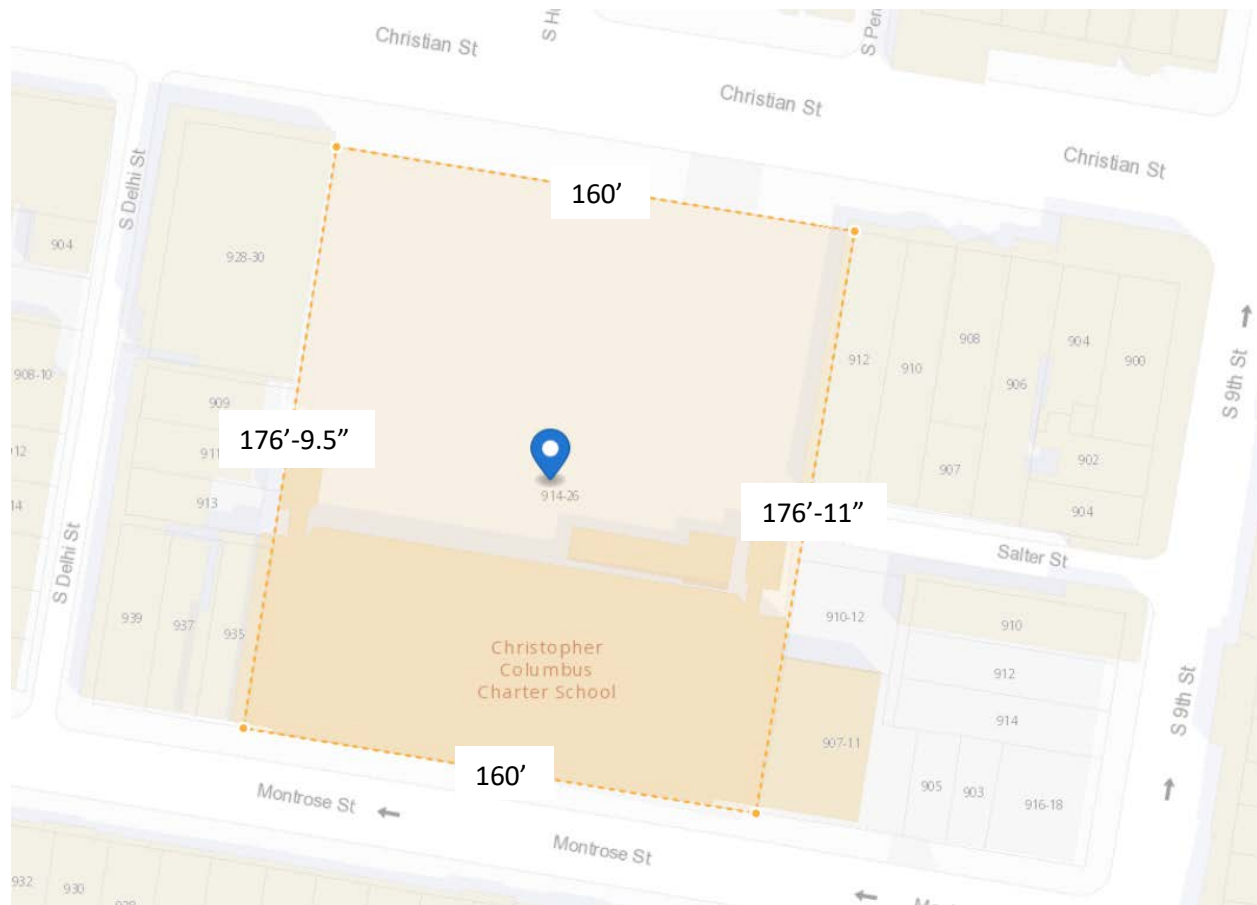 Christian St
S H
S Pen
Christian St
Christian St
S Delhi St
904
928-30
160’
908-10
909
911
913
12
14
176’-9.5”
914-26
176’-11”
912
910
908
906
904
900
907
902
904
S 9th St
Salter St
S Delhi St
939
937
935
Christopher
Columbus
Charter School
910-12
910
912
914
907-11
905
903
916-18
S 9th St
160’
Montrose St
Montrose St
932
930